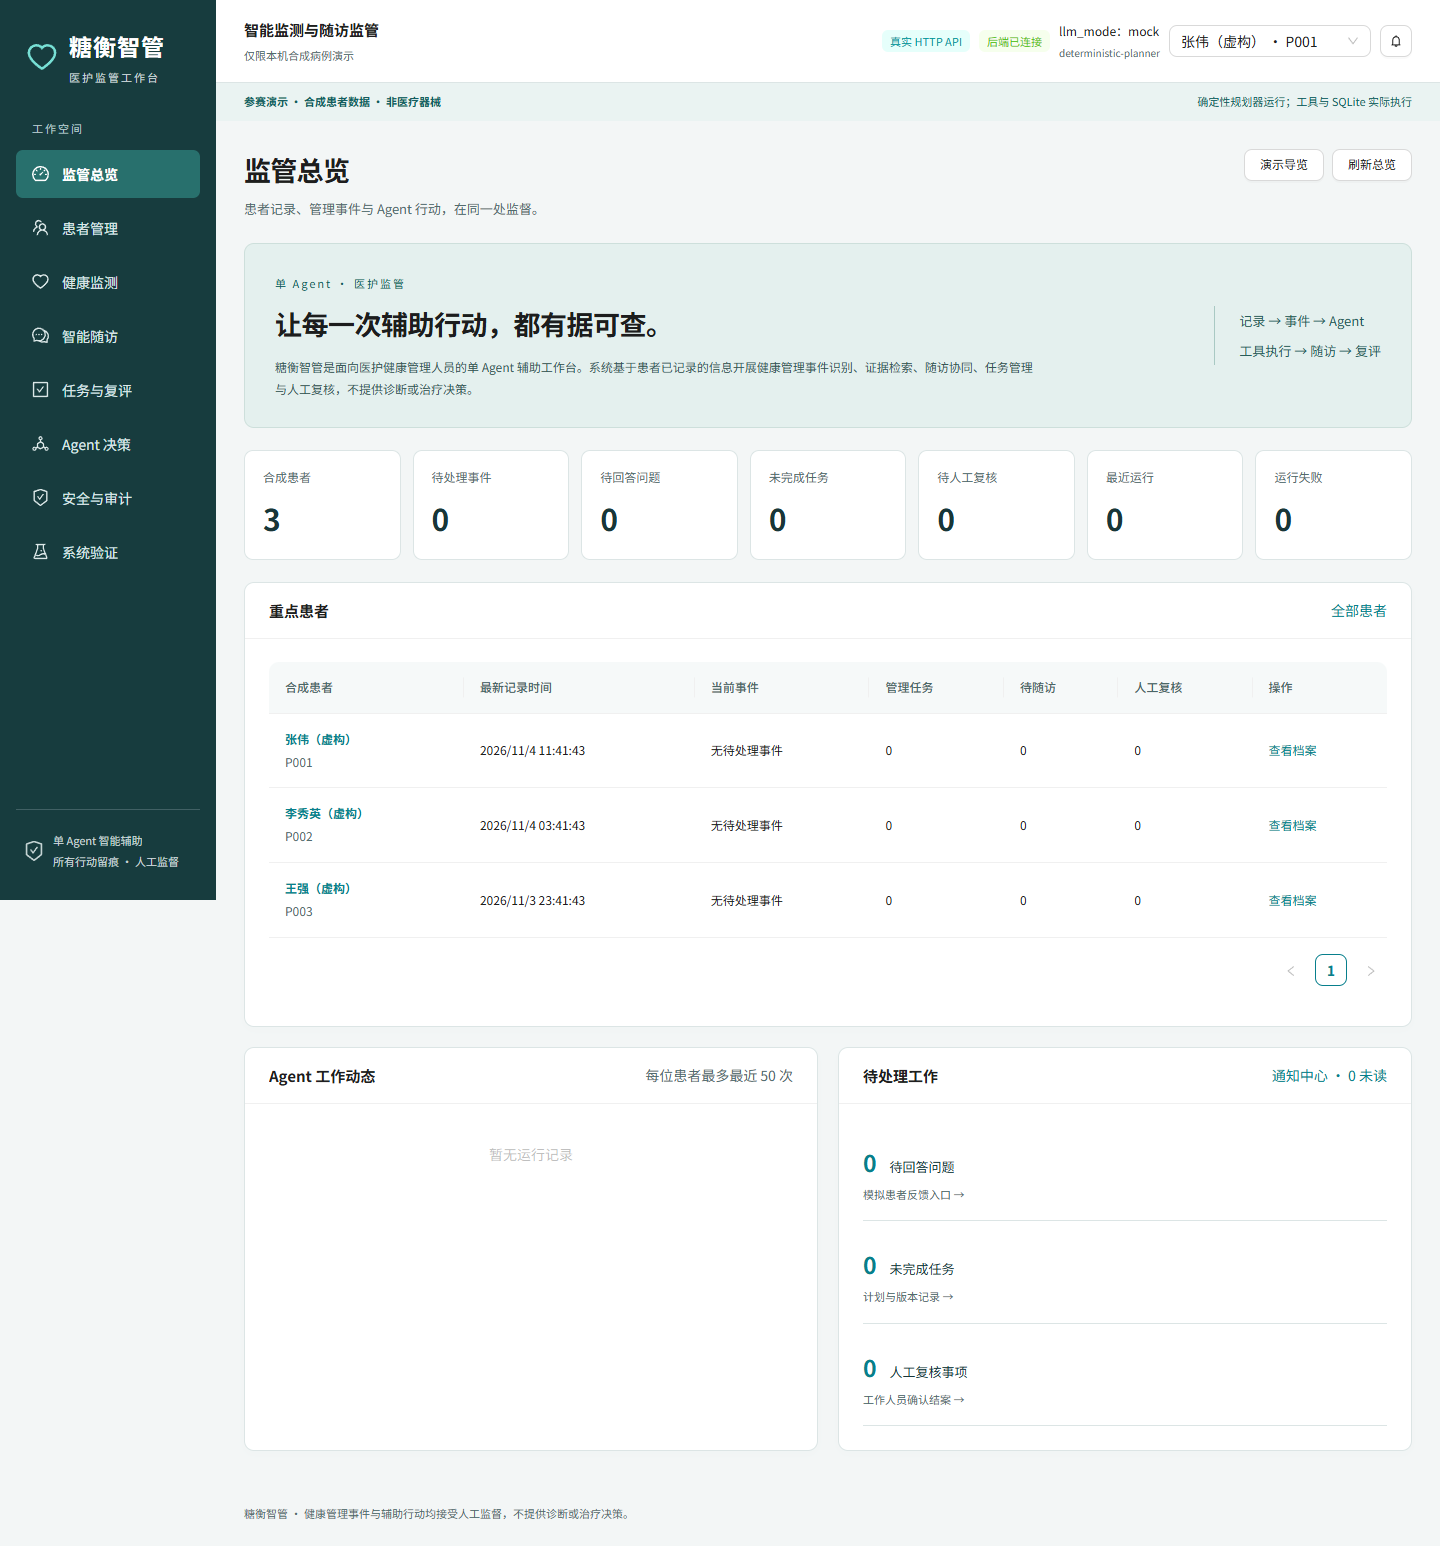 糖衡智管
医护监管工作台
工作空间
监管总览
患者管理
健康监测
智能随访
任务与复评
Agent 决策
安全与审计
系统验证
单 Agent 智能辅助
所有行动留痕 · 人工监督
智能监测与随访监管
仅限本机合成病例演示
真实 HTTP API
后端已连接
llm_mode：mock
deterministic-planner
张伟（虚构） · P001
参赛演示 · 合成患者数据 · 非医疗器械
确定性规划器运行；工具与 SQLite 实际执行
监管总览
患者记录、管理事件与 Agent 行动，在同一处监督。
演示导览
刷新总览
单 Agent · 医护监管
让每一次辅助行动，都有据可查。
糖衡智管是面向医护健康管理人员的单 Agent 辅助工作台。系统基于患者已记录的信息开展健康管理事件识别、证据检索、随访协同、任务管理
与人工复核，不提供诊断或治疗决策。
记录 → 事件 → Agent
工具执行 → 随访 → 复评
合成患者 待处理事件 待回答问题 未完成任务 待人工复核 最近运行 运行失败
3 0 0 0 0 0 0
重点患者
全部患者
合成患者 最新记录时间 当前事件 管理任务 待随访 人工复核 操作
张伟（虚构）
P001
2026/11/4 11:41:43 无待处理事件 0 0 0 查看档案
李秀英（虚构）
P002
2026/11/4 03:41:43 无待处理事件 0 0 0 查看档案
王强（虚构）
P003
2026/11/3 23:41:43 无待处理事件 0 0 0 查看档案
1
Agent 工作动态
每位患者最多最近 50 次
暂无运行记录
待处理工作
通知中心 · 0 未读
0 待回答问题
模拟患者反馈入口 →
0 未完成任务
计划与版本记录 →
0 人工复核事项
工作人员确认结案 →
糖衡智管 · 健康管理事件与辅助行动均接受人工监督，不提供诊断或治疗决策。